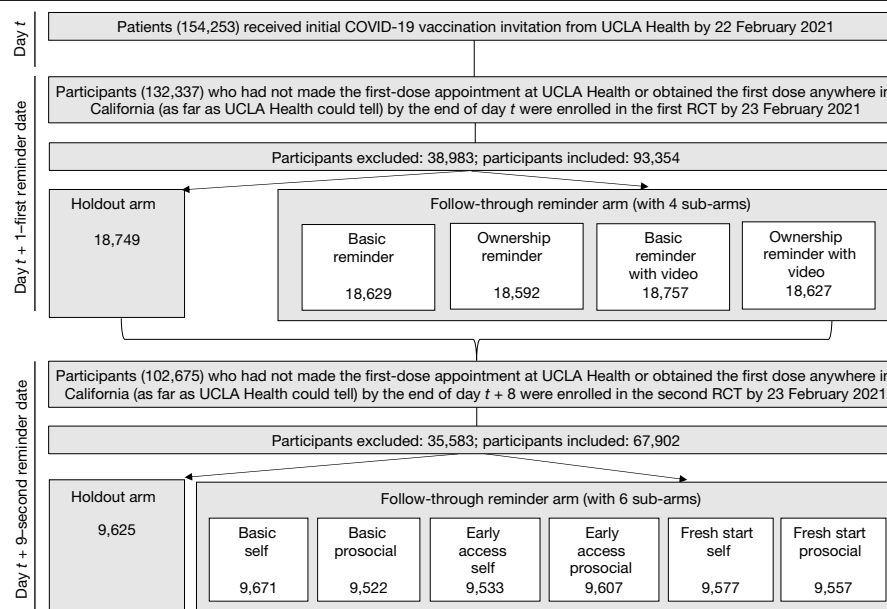 Day t
Patients (154,253) received initial COVID-19 vaccination invitation from UCLA Health by 22 February 2021
Day t + 1–first reminder date
Participants (132,337) who had not made the first-dose appointment at UCLA Health or obtained the first dose anywhere in
California (as far as UCLA Health could tell) by the end of day t were enrolled in the first RCT by 23 February 2021
Participants excluded: 38,983; participants included: 93,354
Holdout arm
18,749
Follow-through reminder arm (with 4 sub-arms)
Basic
reminder
18,629
Ownership
reminder
18,592
Basic
reminder
with video
18,757
Ownership
reminder with
video
18,627
Day t + 9–second reminder date
Participants (102,675) who had not made the first-dose appointment at UCLA Health or obtained the first dose anywhere in
California (as far as UCLA Health could tell) by the end of day t + 8 were enrolled in the second RCT by 23 February 2021
Participants excluded: 35,583; participants included: 67,902
Holdout arm
9,625
Follow-through reminder arm (with 6 sub-arms)
Basic
self
9,671
Basic
prosocial
9,522
Early
access
self
9,533
Early
access
prosocial
9,607
Fresh start
self
9,577
Fresh start
prosocial
9,557